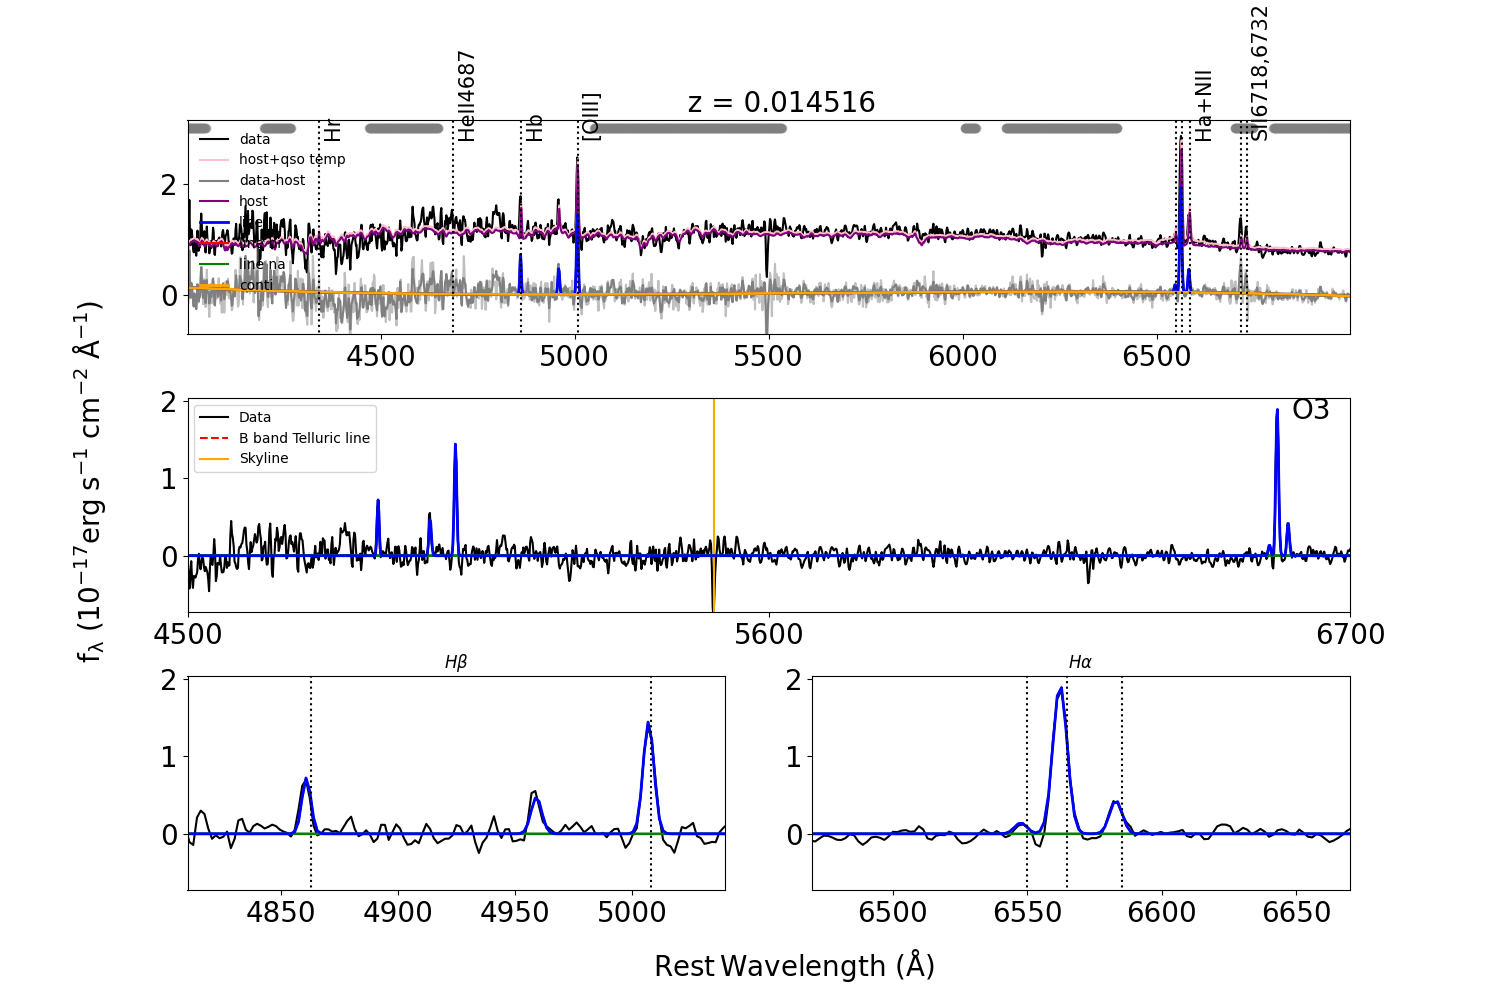 z = 0.014516
Hr
HeII4687
Hb
[OIII]
Ha+NII
SII6718,6732
data
host+qso temp
data-host
host
line na
conti
2
0
4500 5000 5500 6000 6500
fλ (10−17erg s−1 cm−2 Å−1)
Data
B band Telluric line
Skyline
O3
2
1
0
4500 5600 6700
Hβ
2
1
0
4850 4900 4950 5000
Hα
2
1
0
6500 6550 6600 6650
Rest Wavelength (Å)